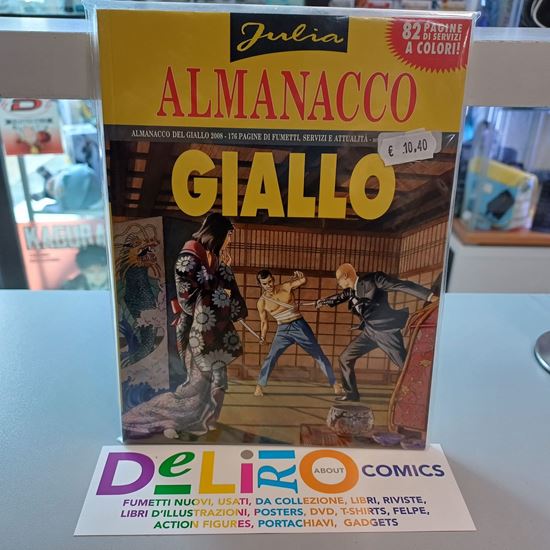 Julia
82 PAGINE
DI SERVIZI
A COLORI!
ALMANACCO
ALMANACCO DEL GIALLO 2008 - 176 PAGINE DI FUMETTI, SERVIZI E ATTUALITÀ
€ 10.40
GIALLO
KAGURA
DeLiRiO
ABOUT
COMICS
FUMETTI NUOVI, USATI, DA COLLEZIONE, LIBRI, RIVISTE,
LIBRI D'ILLUSTRAZIONI, POSTERS, DVD, T-SHIRTS, FELPE,
ACTION FIGURES, PORTACHIAVI, GADGETS